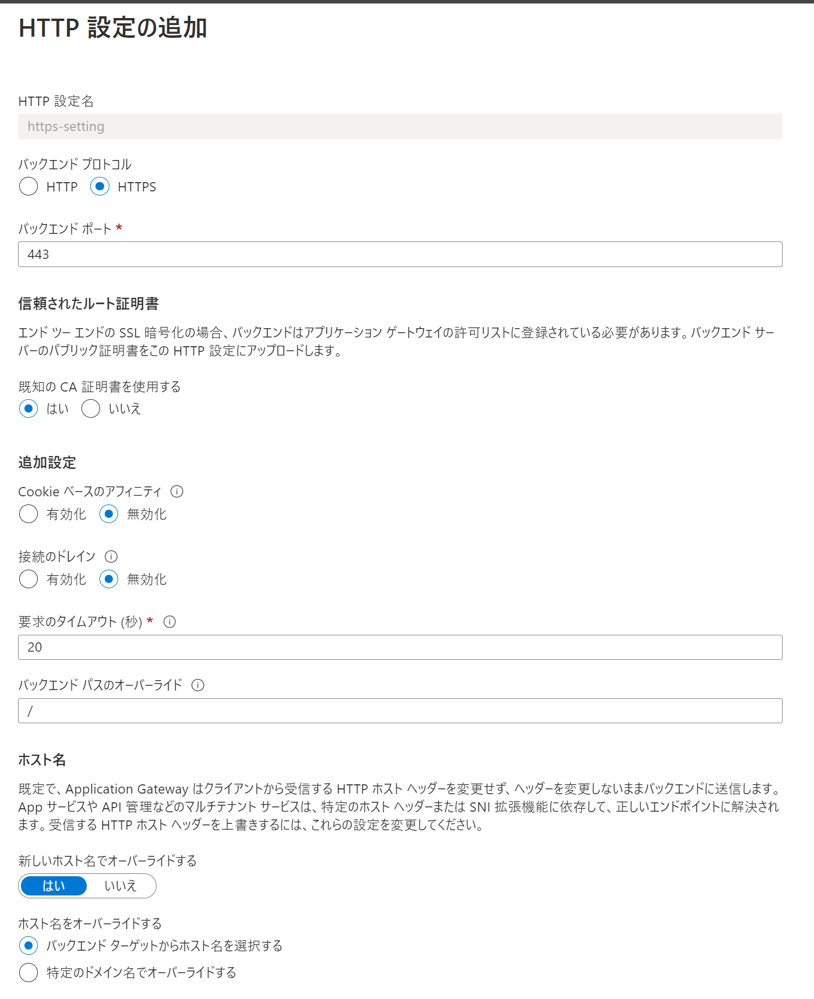 HTTP 設定の追加
HTTP 設定名
https-setting
バックエンド プロトコル
HTTP HTTPS
バックエンド ポート *
443
信頼されたルート証明書
エンド ツー エンドの SSL 暗号化の場合、バックエンドはアプリケーション ゲートウェイの許可リストに登録されている必要があります。バックエンド サー
バーのパブリック証明書をこの HTTP 設定にアップロードします。
既知の CA 証明書を使用する
はい いいえ
追加設定
Cookie ベースのアフィニティ
有効化 無効化
接続のドレイン
有効化 無効化
要求のタイムアウト (秒) *
20
バックエンド パスのオーバーライド
/
ホスト名
既定で、Application Gateway はクライアントから受信する HTTP ホスト ヘッダーを変更せず、ヘッダーを変更しないままバックエンドに送信します。
App サービスや API 管理などのマルチテナント サービスは、特定のホスト ヘッダーまたは SNI 拡張機能に依存して、正しいエンドポイントに解決され
ます。受信する HTTP ホスト ヘッダーを上書きするには、これらの設定を変更してください。
新しいホスト名でオーバーライドする
はい いいえ
ホスト名をオーバーライドする
バックエンド ターゲットからホスト名を選択する
特定のドメイン名でオーバーライドする